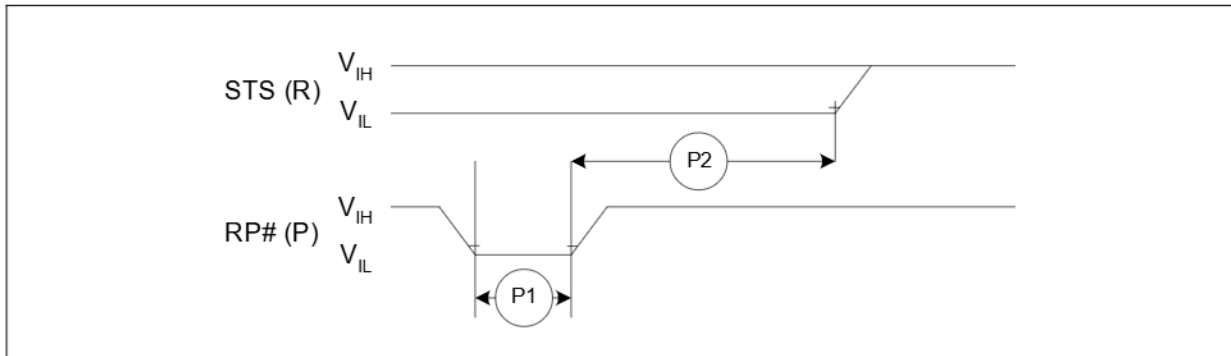 V_IH
STS (R)
V_IL
P2
V_IH
RP# (P)
V_IL
P1